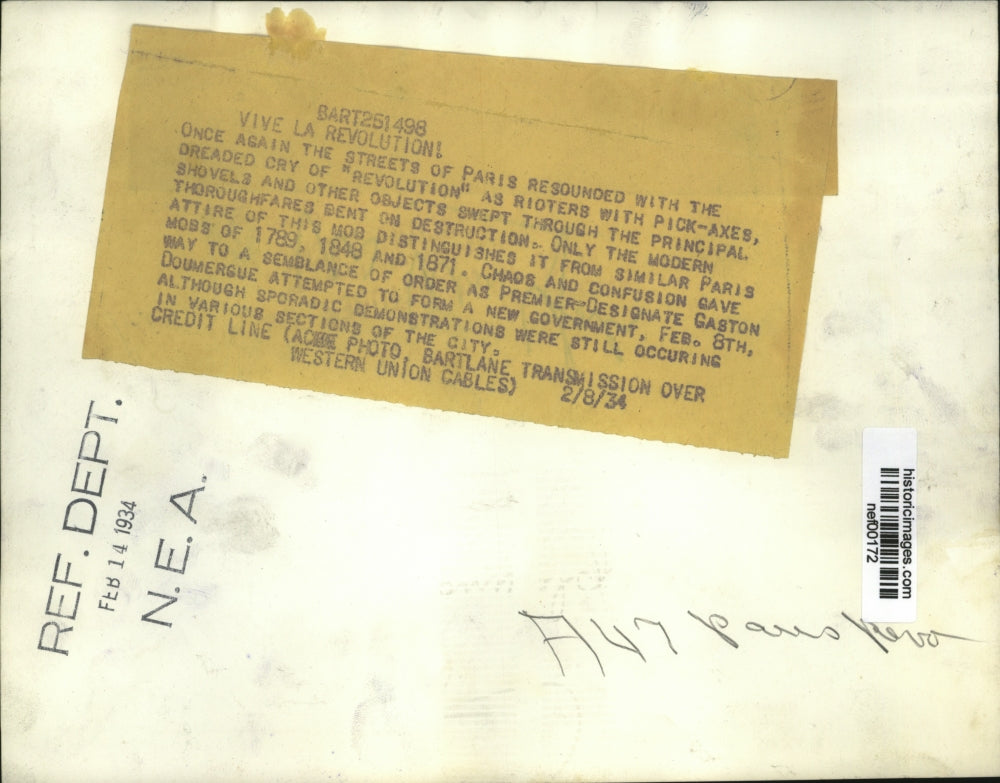 BART251498
VIVE LA REVOLUTION!
ONCE AGAIN THE STREETS OF PARIS RESOUNDED WITH THE
DREADED CRY OF "REVOLUTION" AS RIOTERS WITH PICK-AXES,
SHOVELS AND OTHER OBJECTS SWEPT THROUGH THE PRINCIPAL
THOROUGHFARES BENT ON DESTRUCTION. ONLY THE MODERN
ATTIRE OF THIS MOB DISTINGUISHES IT FROM SIMILAR PARIS
MOBS OF 1789, 1848 AND 1871. CHAOS AND CONFUSION GAVE
WAY TO A SEMBLANCE OF ORDER AS PREMIER-DESIGNATE GASTON
DOUMERGUE ATTEMPTED TO FORM A NEW GOVERNMENT, FEB. 8TH,
ALTHOUGH SPORADIC DEMONSTRATIONS WERE STILL OCCURING
IN VARIOUS SECTIONS OF THE CITY.
CREDIT LINE (ACME PHOTO, BARTLANE TRANSMISSION OVER
WESTERN UNION CABLES) 2/8/34
REF. DEPT.
FEB 14 1934
N.E.A.
historicimages.com
nef00172
A47 Paris Revo